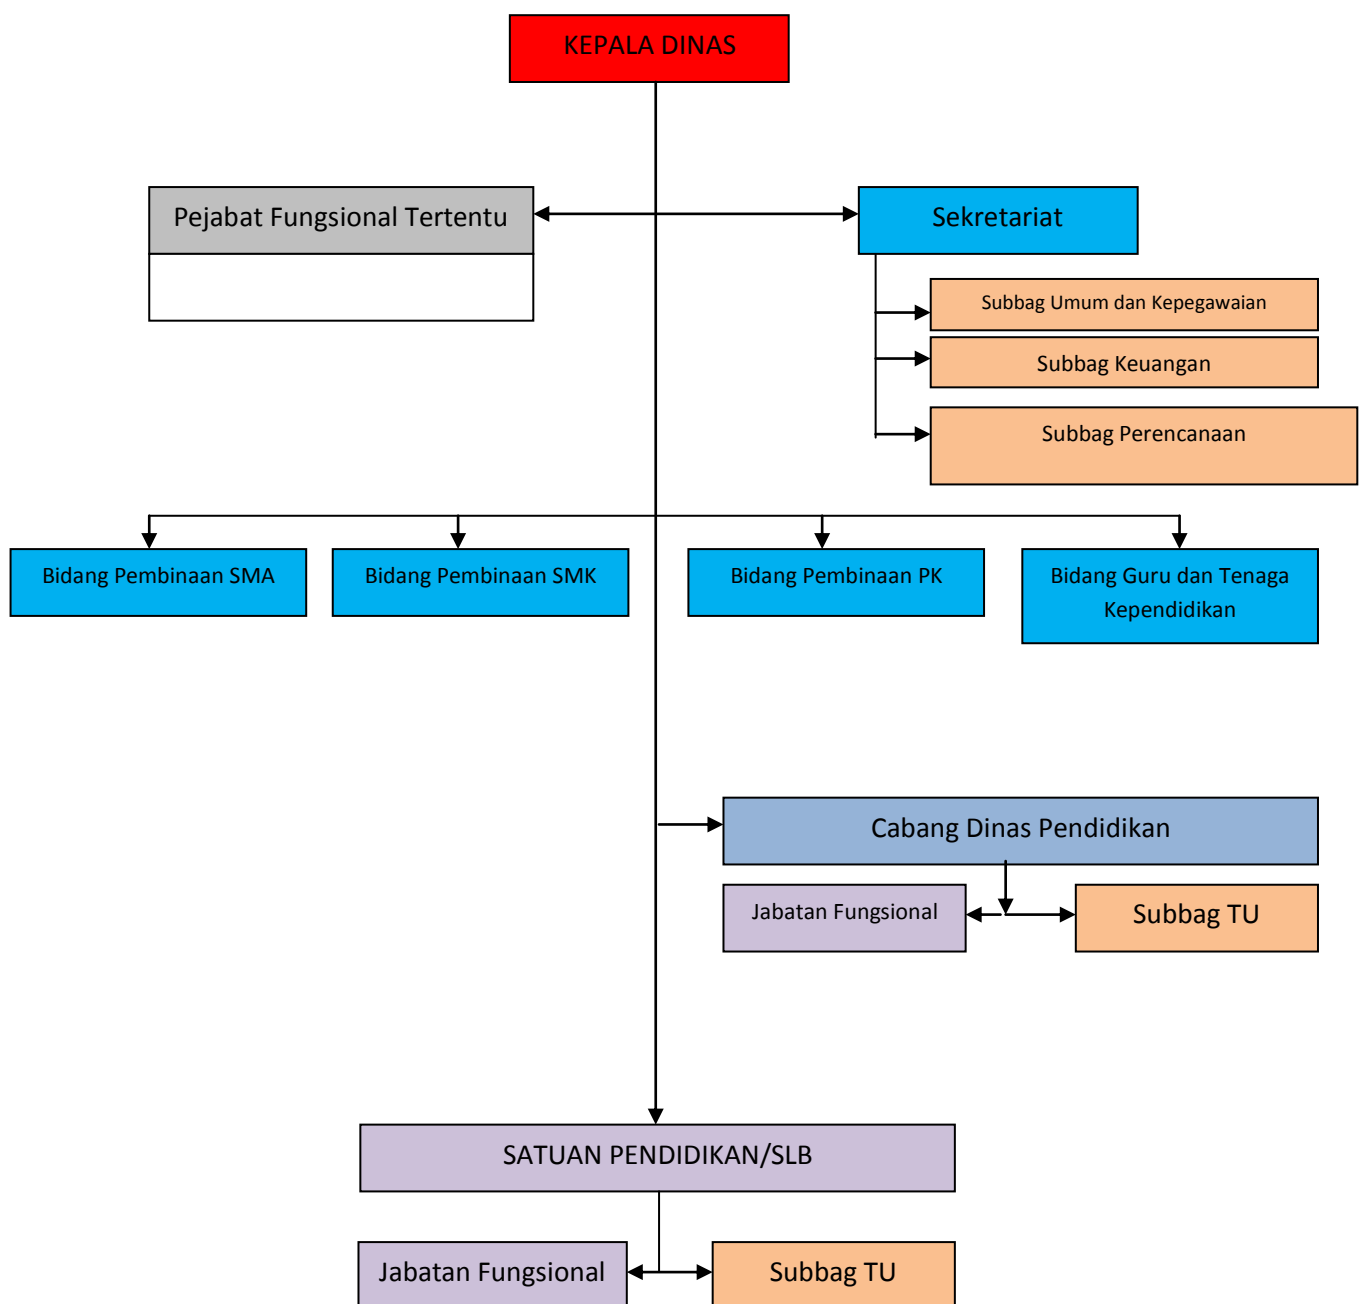 KEPALA DINAS
Pejabat Fungsional Tertentu
Sekretariat
Subbag Umum dan Kepegawaian
Subbag Keuangan
Subbag Perencanaan
Bidang Pembinaan SMA
Bidang Pembinaan SMK
Bidang Pembinaan PK
Bidang Guru dan Tenaga
Kependidikan
Cabang Dinas Pendidikan
Jabatan Fungsional
Subbag TU
SATUAN PENDIDIKAN/SLB
Jabatan Fungsional
Subbag TU